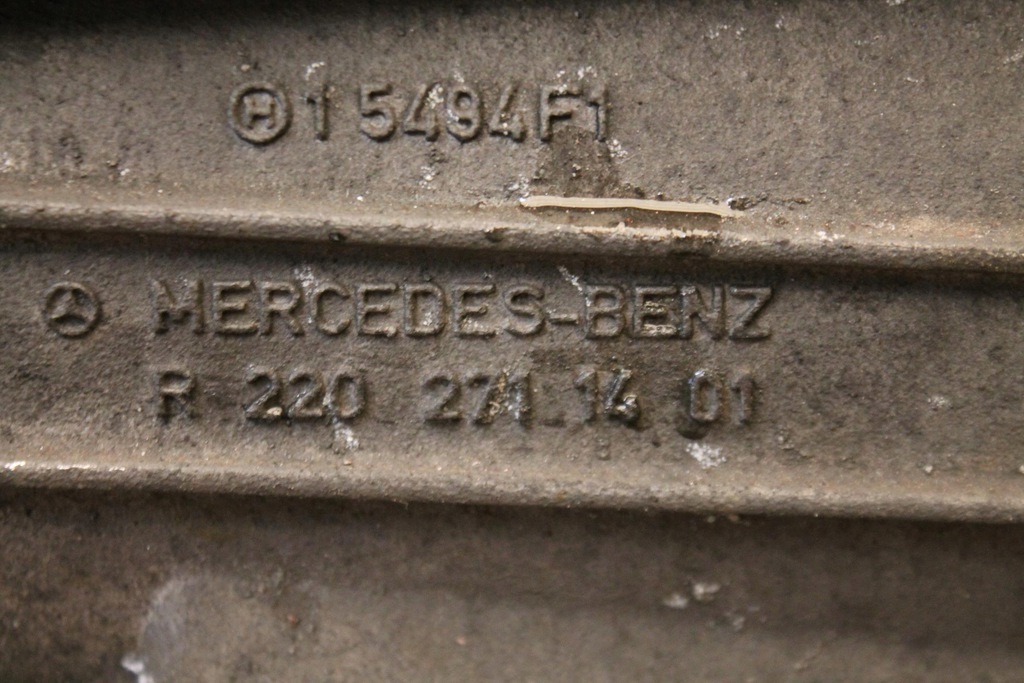 H 1 5494F1
MERCEDES-BENZ
R 220 271 14 01